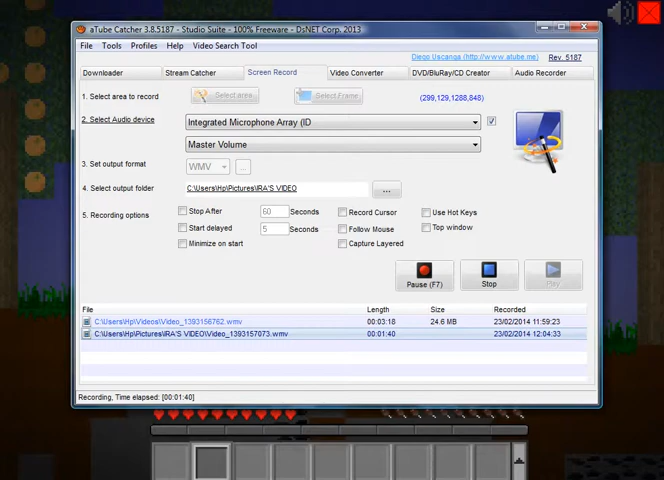 aTube Catcher 3.8.5187 - Studio Suite - 100% Freeware - DsNET Corp. 2013
File Tools Profiles Help Video Search Tool
Diego Uscanga (http://www.atube.me) Rev. 5187
Downloader Stream Catcher Screen Record Video Converter DVD/BluRay/CD Creator Audio Recorder
1. Select area to record Select area Select Frame (299,129,1288,848)
2. Select Audio device Integrated Microphone Array (ID
Master Volume
3. Set output format WMV ...
4. Select output folder C:\Users\Hp\Pictures\IRA'S VIDEO ...
5. Recording options Stop After 60 Seconds Record Cursor Use Hot Keys
Start delayed 5 Seconds Follow Mouse Top window
Minimize on start Capture Layered
Pause (F7) Stop Play
File Length Size Recorded
C:\Users\Hp\Videos\Video_1393156762.wmv 00:03:18 24.6 MB 23/02/2014 11:59:23
C:\Users\Hp\Pictures\IRA'S VIDEO\Video_1393157073.wmv 00:01:40 23/02/2014 12:04:33
Recording, Time elapsed: [00:01:40]